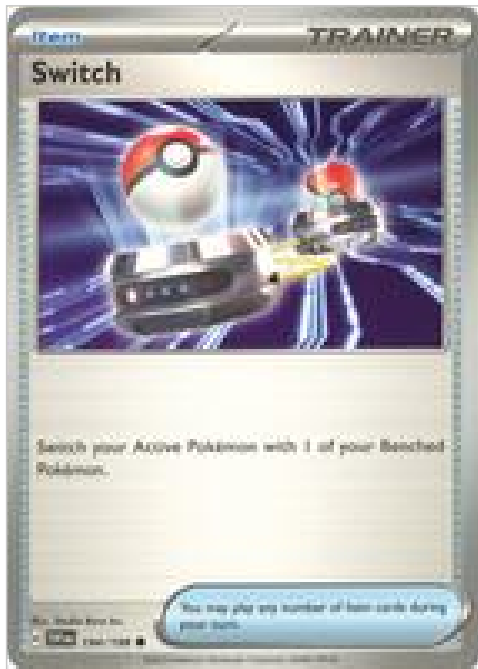 Item
TRAINER
Switch
Switch your Active Pokémon with 1 of your Benched
Pokémon.
You may play any number of Item cards during
your turn.